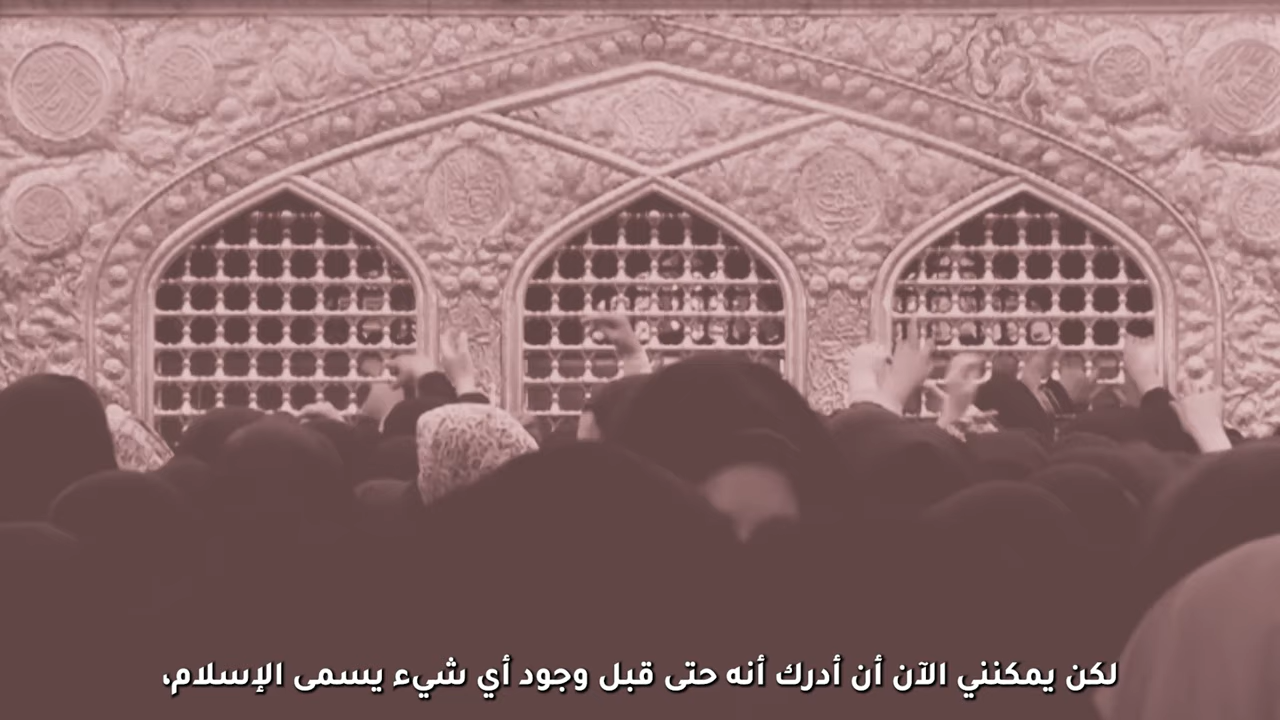 لكن يمكنني الآن أن أدرك أنه حتى قبل وجود أي شيء يسمى الإسلام،